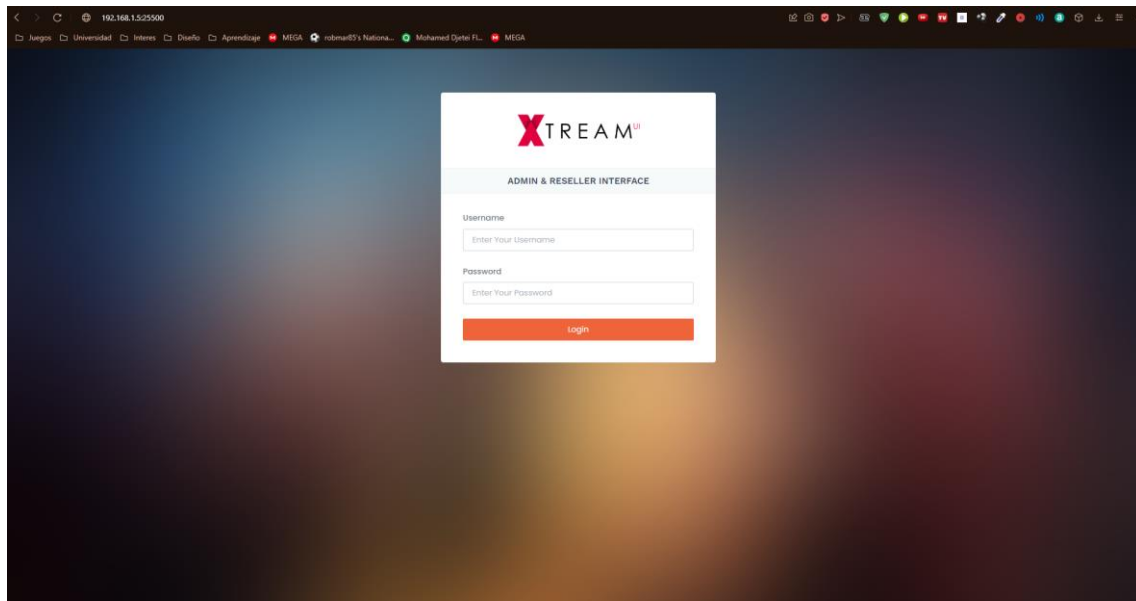 192.168.1.5:25500
Juegos Universidad Interes Diseño Aprendizaje MEGA robmar85's Nationa... Mohamed Djetei Fl... MEGA
XTREAM UI
ADMIN & RESELLER INTERFACE
Username
Enter Your Username
Password
Enter Your Password
Login